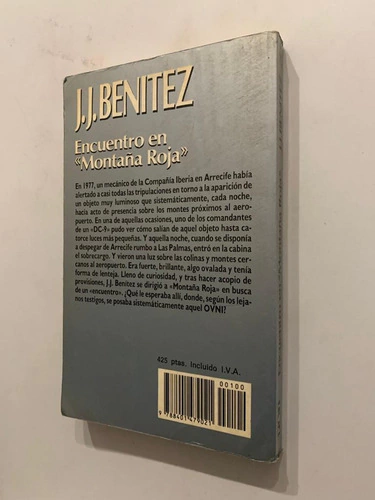 J.J. BENITEZ
Encuentro en
«Montaña Roja»
En 1977, un mecánico de la Compañía Iberia en Arrecife había
alertado a casi todas las tripulaciones en torno a la aparición de
un objeto muy luminoso que sistemáticamente, cada noche,
hacía acto de presencia sobre los montes próximos al aero-
puerto. En una de aquellas ocasiones, uno de los comandantes
de un «DC-9» pudo ver cómo salían de aquel objeto hasta ca-
torce luces más pequeñas. Y aquella noche, cuando se disponía
a despegar de Arrecife rumbo a Las Palmas, entró en la cabina
el sobrecargo. Y vieron una luz sobre las colinas y montes cer-
canos al aeropuerto. Era fuerte, brillante, algo ovalada y tenía
forma de lenteja. Lleno de curiosidad, y tras hacer acopio de
provisiones, J.J. Benítez se dirigió a «Montaña Roja» en busca
de un «encuentro». ¿Qué le esperaba allí, donde, según los leja-
nos testigos, se posaba sistemáticamente aquel OVNI?
425 ptas. Incluido I.V.A.
00100
9 788401 479021